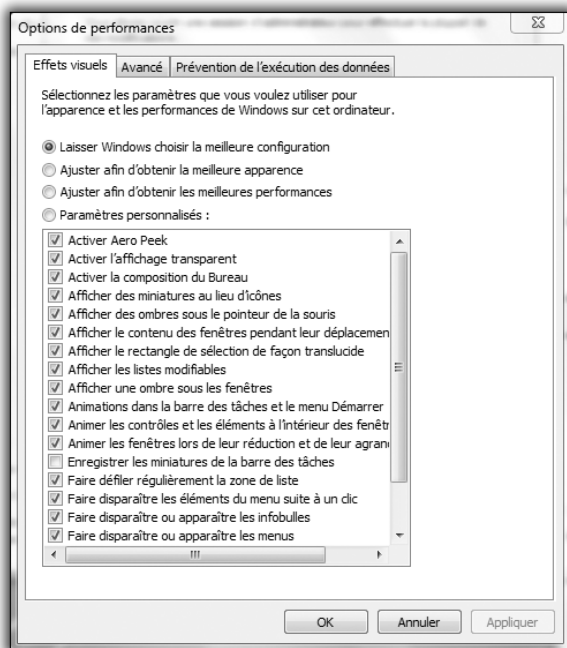 Options de performances
Effets visuels Avancé Prévention de l'exécution des données
Sélectionnez les paramètres que vous voulez utiliser pour
l'apparence et les performances de Windows sur cet ordinateur.
Laisser Windows choisir la meilleure configuration
Ajuster afin d'obtenir la meilleure apparence
Ajuster afin d'obtenir les meilleures performances
Paramètres personnalisés :
Activer Aero Peek
Activer l'affichage transparent
Activer la composition du Bureau
Afficher des miniatures au lieu d'icônes
Afficher des ombres sous le pointeur de la souris
Afficher le contenu des fenêtres pendant leur déplacemen
Afficher le rectangle de sélection de façon translucide
Afficher les listes modifiables
Afficher une ombre sous les fenêtres
Animations dans la barre des tâches et le menu Démarrer
Animer les contrôles et les éléments à l'intérieur des fenêtr
Animer les fenêtres lors de leur réduction et de leur agran
Enregistrer les miniatures de la barre des tâches
Faire défiler régulièrement la zone de liste
Faire disparaître les éléments du menu suite à un clic
Faire disparaître ou apparaître les infobulles
Faire disparaître ou apparaître les menus
OK Annuler Appliquer